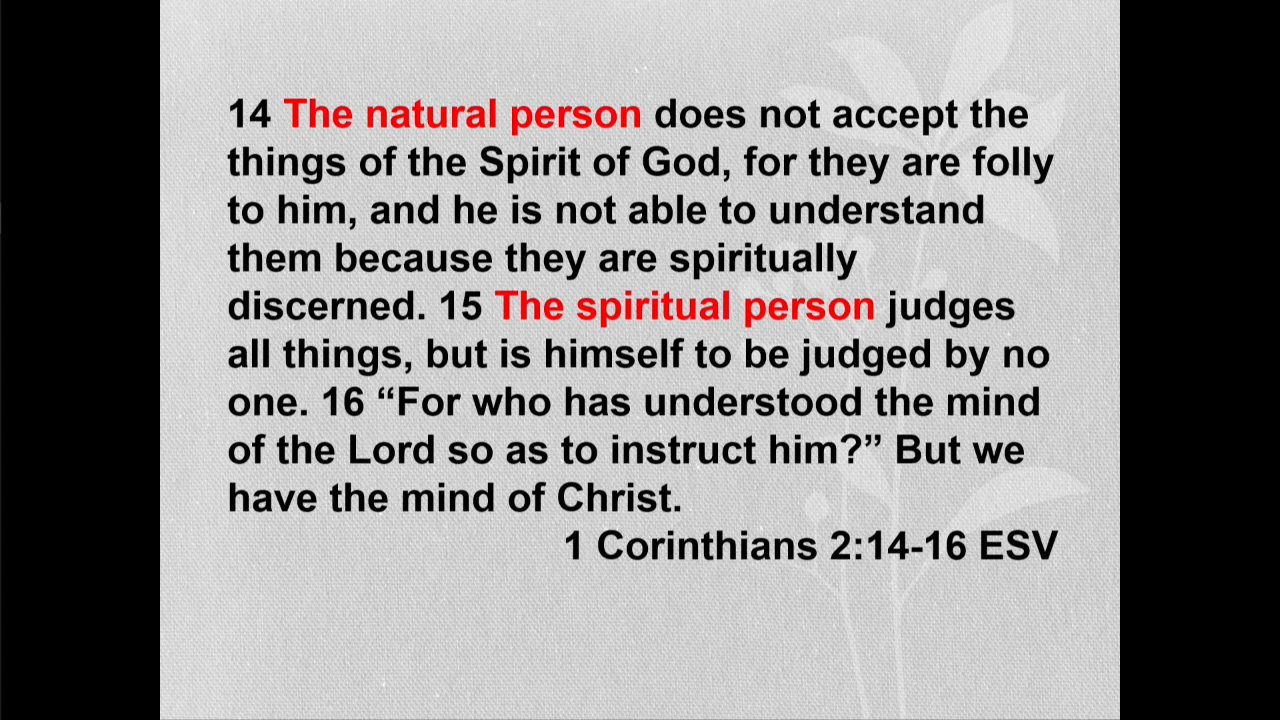 14 The natural person does not accept the
things of the Spirit of God, for they are folly
to him, and he is not able to understand
them because they are spiritually
discerned. 15 The spiritual person judges
all things, but is himself to be judged by no
one. 16 “For who has understood the mind
of the Lord so as to instruct him?” But we
have the mind of Christ.
1 Corinthians 2:14-16 ESV